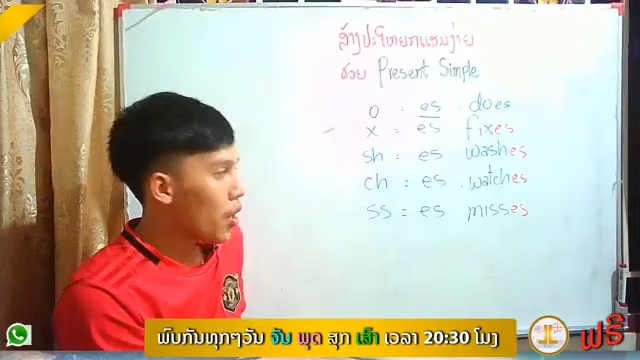 ສ້າງປະໂຫຍກແສນງ່າຍ
ດ້ວຍ Present Simple
o : es . does
x : es fixes
sh : es washes
ch : es . watches
ss = es misses
ພົບກັນທຸກໆວັນ ຈັນ ພຸດ ສຸກ ເສົາ ເວລາ 20:30 ໂມງ
ຟຣີ